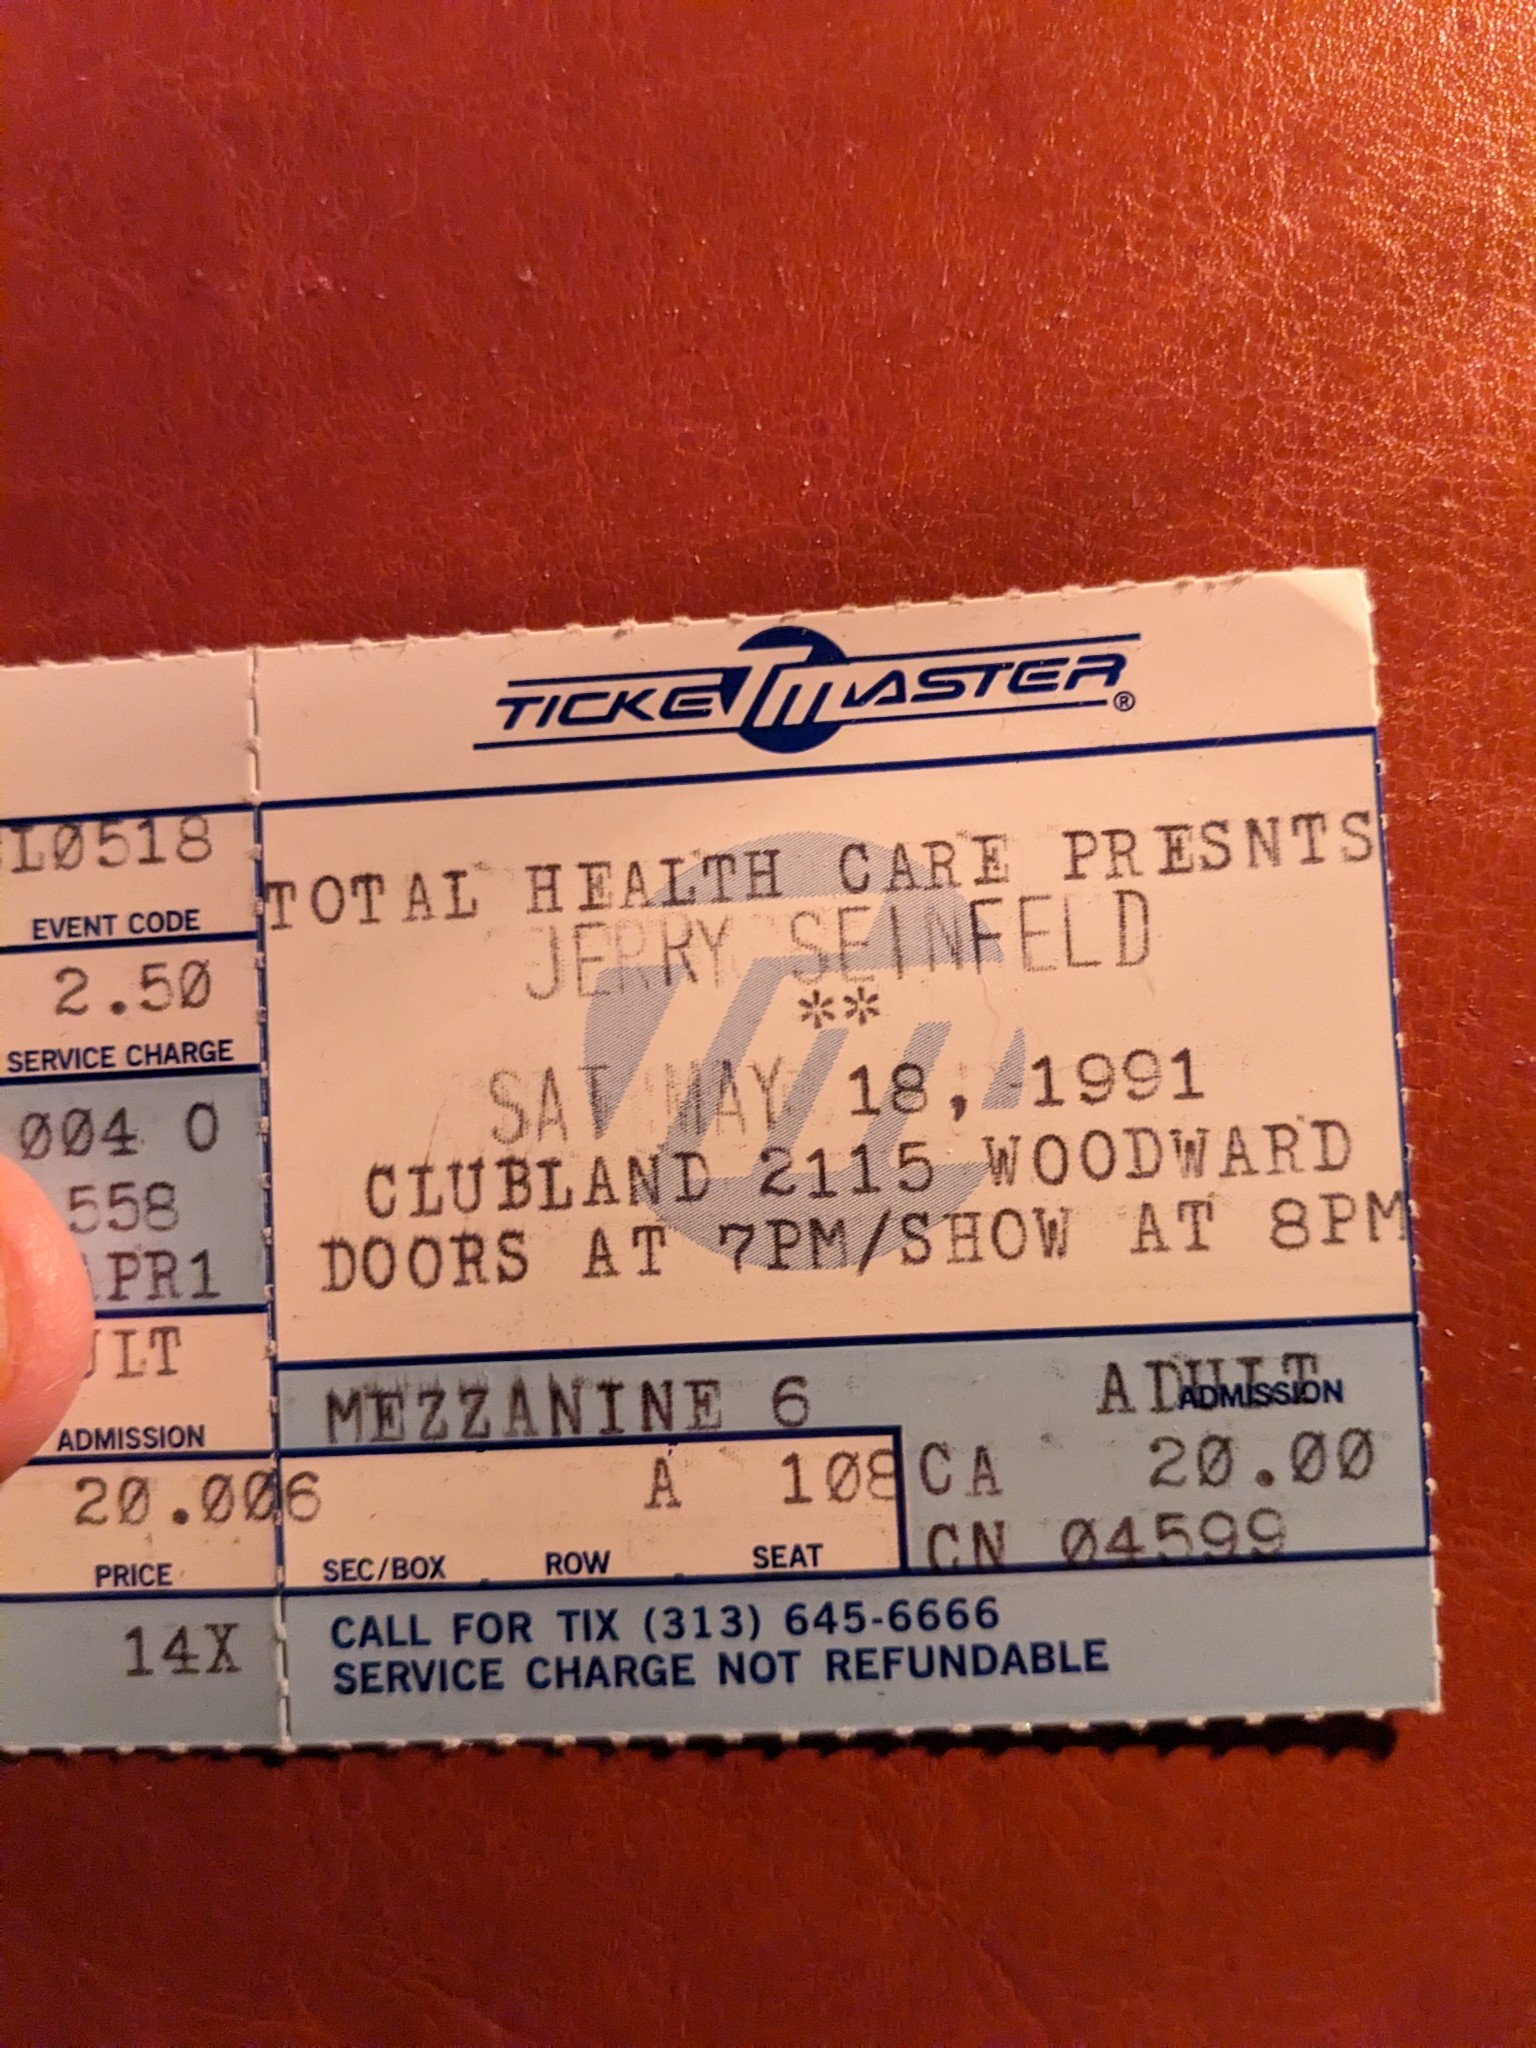 TICKETMASTER®
L0518
EVENT CODE
2.50
SERVICE CHARGE
004 0
558
PR1
LT
ADMISSION
20.00
PRICE
14X
TOTAL HEALTH CARE PRESNTS
JERRY SEINFELD
**
SAT MAY 18, 1991
CLUBLAND 2115 WOODWARD
DOORS AT 7PM/SHOW AT 8PM
MEZZANINE 6
ADULT
ADMISSION
6 A 108
SEC/BOX ROW SEAT
CA 20.00
CN 04599
CALL FOR TIX (313) 645-6666
SERVICE CHARGE NOT REFUNDABLE